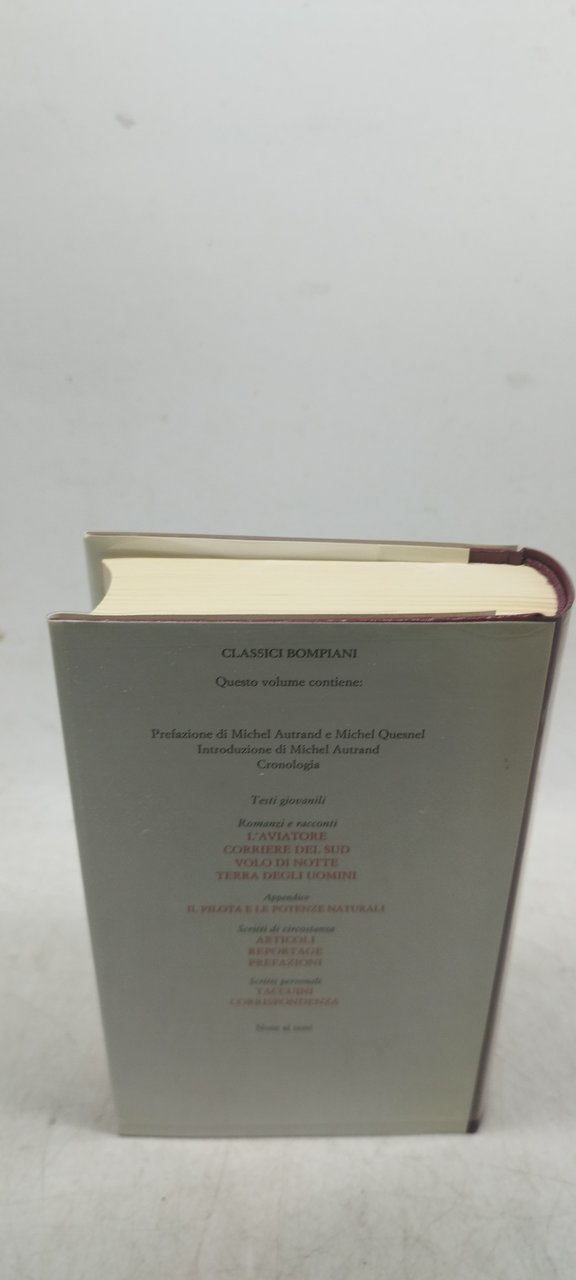 CLASSICI BOMPIANI
Questo volume contiene:
Prefazione di Michel Autrand e Michel Quesnel
Introduzione di Michel Autrand
Cronologia
Testi giovanili
Romanzi e racconti
L'AVIATORE
CORRIERE DEL SUD
VOLO DI NOTTE
TERRA DEGLI UOMINI
Appendice
IL PILOTA E LE POTENZE NATURALI
Scritti di circostanza
ARTICOLI
REPORTAGE
PREFAZIONI
Scritti personali
TACCUINI
CORRISPONDENZA
Note ai testi